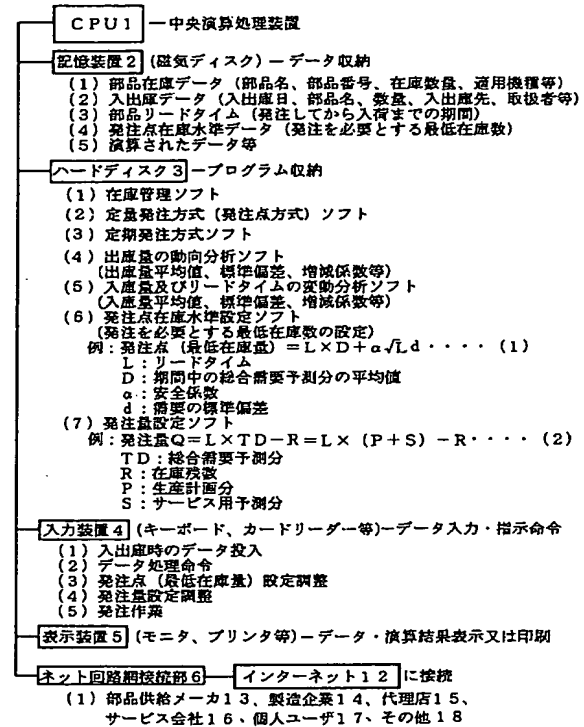 CPU1 ー中央演算処理装置
記憶装置2 (磁気ディスク) ーデータ収納
(1) 部品在庫データ (部品名、部品番号、在庫数量、適用機種等)
(2) 入出庫データ (入出庫日、部品名、数量、入出庫先、取扱者等)
(3) 部品リードタイム (発注してから入荷までの期間)
(4) 発注点在庫水準データ (発注を必要とする最低在庫数)
(5) 演算されたデータ等
ハードディスク3 ープログラム収納
(1) 在庫管理ソフト
(2) 定量発注方式 (発注点方式) ソフト
(3) 定期発注方式ソフト
(4) 出庫量の動向分析ソフト
(出庫量平均値、標準偏差、増減係数等)
(5) 入庫量及びリードタイムの変動分析ソフト
(入庫量平均値、標準偏差、増減係数等)
(6) 発注点在庫水準設定ソフト
(発注を必要とする最低在庫数の設定)
例:発注点 (最低在庫量) =L×D+α√L d・・・・ (1)
L:リードタイム
D:期間中の総合需要予測分の平均値
α:安全係数
d:需要の標準偏差
(7) 発注量設定ソフト
例:発注量Q=L×TD−R=L× (P+S) −R・・・・ (2)
TD:総合需要予測分
R:在庫残数
P:生産計画分
S:サービス用予測分
入力装置4 (キーボード、カードリーダー等)ーデータ入力・指示命令
(1) 入出庫時のデータ投入
(2) データ処理命令
(3) 発注点 (最低在庫量) 設定調整
(4) 発注量設定調整
(5) 発注作業
表示装置5 (モニタ、プリンタ等) ーデータ・演算結果表示又は印刷
ネット回路網接続部6 インターネット12 に接続
(1) 部品供給メーカ13、製造企業14、代理店15、
サービス会社16、個人ユーザ17、その他18